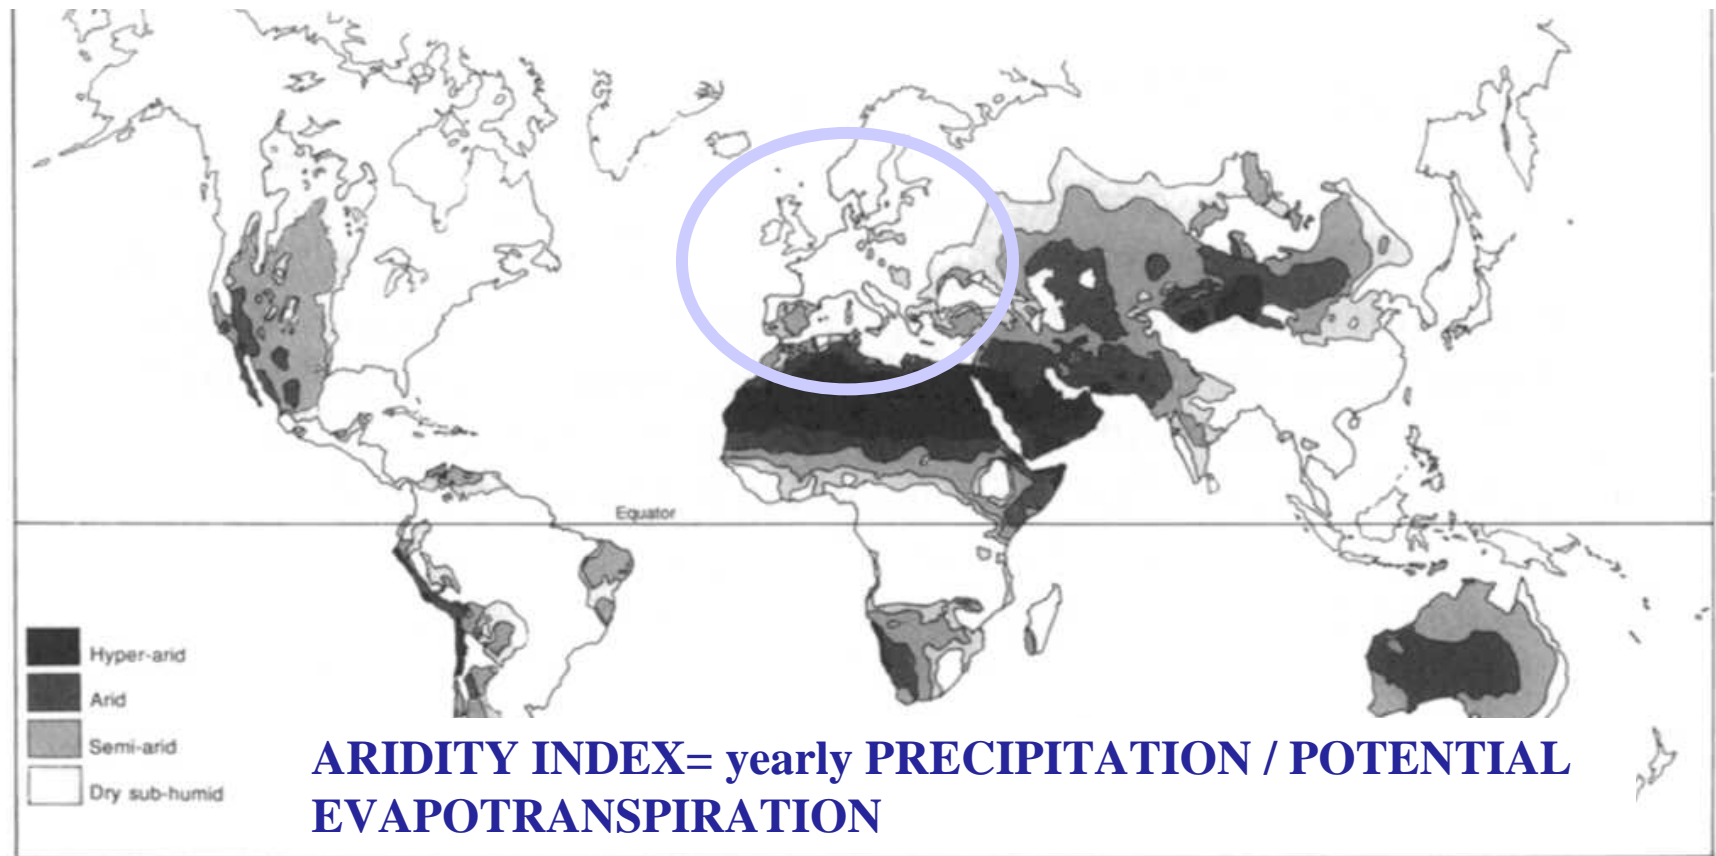 Equator
Hyper-arid
Arid
Semi-arid
Dry sub-humid
ARIDITY INDEX= yearly PRECIPITATION / POTENTIAL
EVAPOTRANSPIRATION